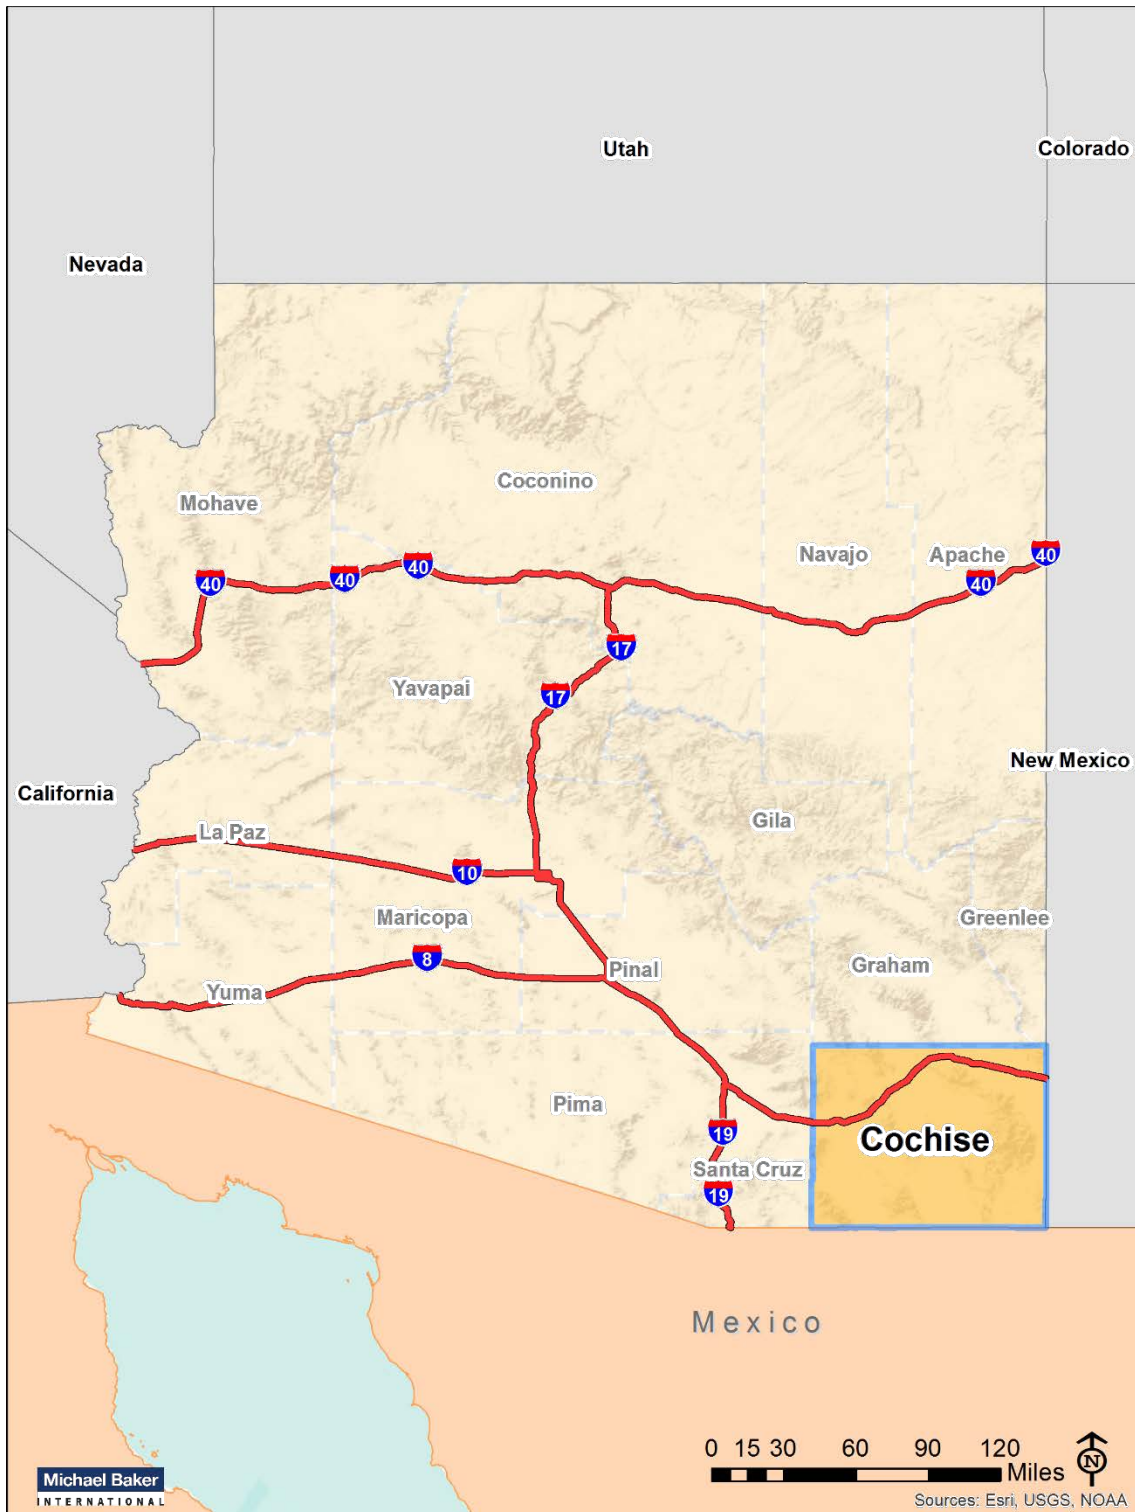 Utah
Colorado
Nevada
Coconino
Mohave
Navajo
Apache
40
40
40
40
40
17
Yavapai
17
New Mexico
California
Gila
La Paz
10
Maricopa
Greenlee
8
Graham
Pinal
Yuma
Pima
19
Cochise
Santa Cruz
19
Mexico
0 15 30 60 90 120
Miles
N
Michael Baker
INTERNATIONAL
Sources: Esri, USGS, NOAA